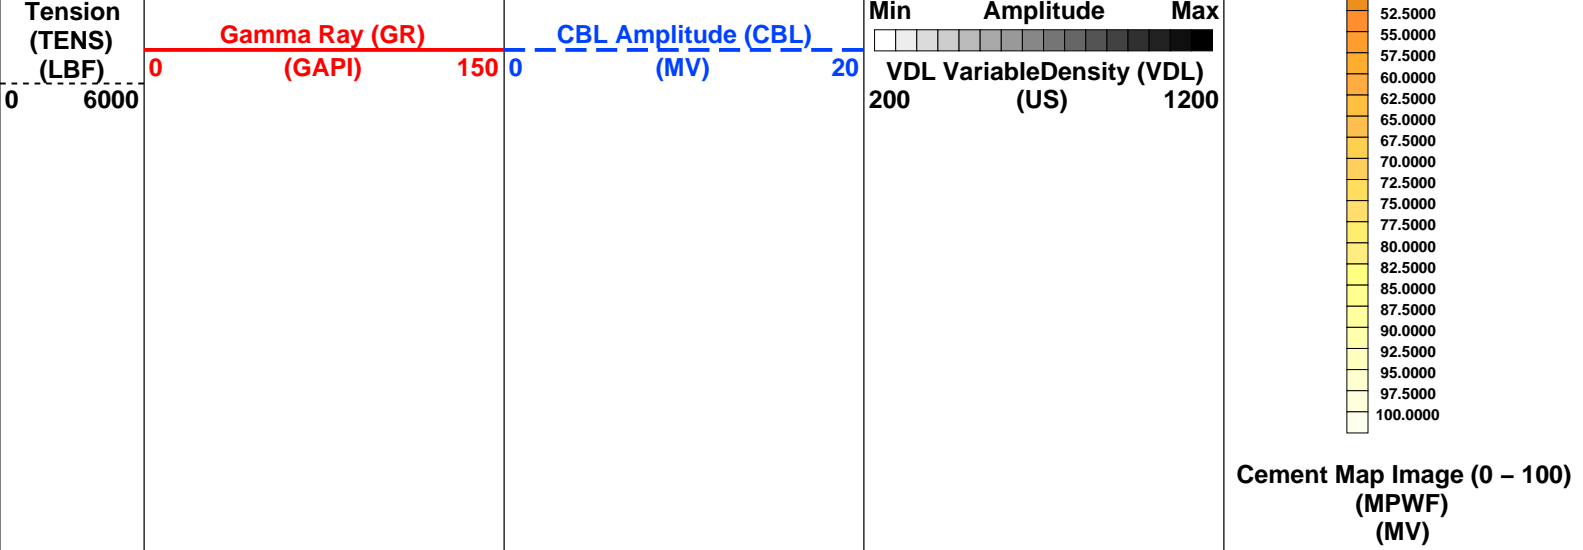 Tension
(TENS)
(LBF)
0 6000
Gamma Ray (GR)
0 (GAPI) 150
CBL Amplitude (CBL)
0 (MV) 20
Min Amplitude Max
VDL VariableDensity (VDL)
200 (US) 1200
52.5000
55.0000
57.5000
60.0000
62.5000
65.0000
67.5000
70.0000
72.5000
75.0000
77.5000
80.0000
82.5000
85.0000
87.5000
90.0000
92.5000
95.0000
97.5000
100.0000
Cement Map Image (0 – 100)
(MPWF)
(MV)